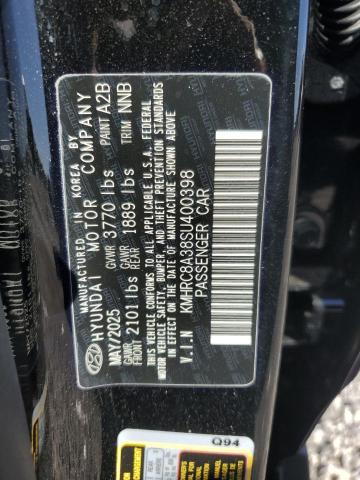 MANUFACTURED IN KOREA BY
HYUNDAI MOTOR COMPANY
MAY/2025 GVWR 3770 lbs PAINT A2B
GAWR FRONT 2101 lbs GAWR REAR 1889 lbs TRIM NNB
THIS VEHICLE CONFORMS TO ALL APPLICABLE U.S.A. FEDERAL
MOTOR VEHICLE SAFETY, BUMPER, AND THEFT PREVENTION
STANDARDS IN EFFECT ON THE DATE OF MANUFACTURE SHOWN ABOVE.
V.I.N KMHRC8A38SU400398
PASSENGER CAR
Q94